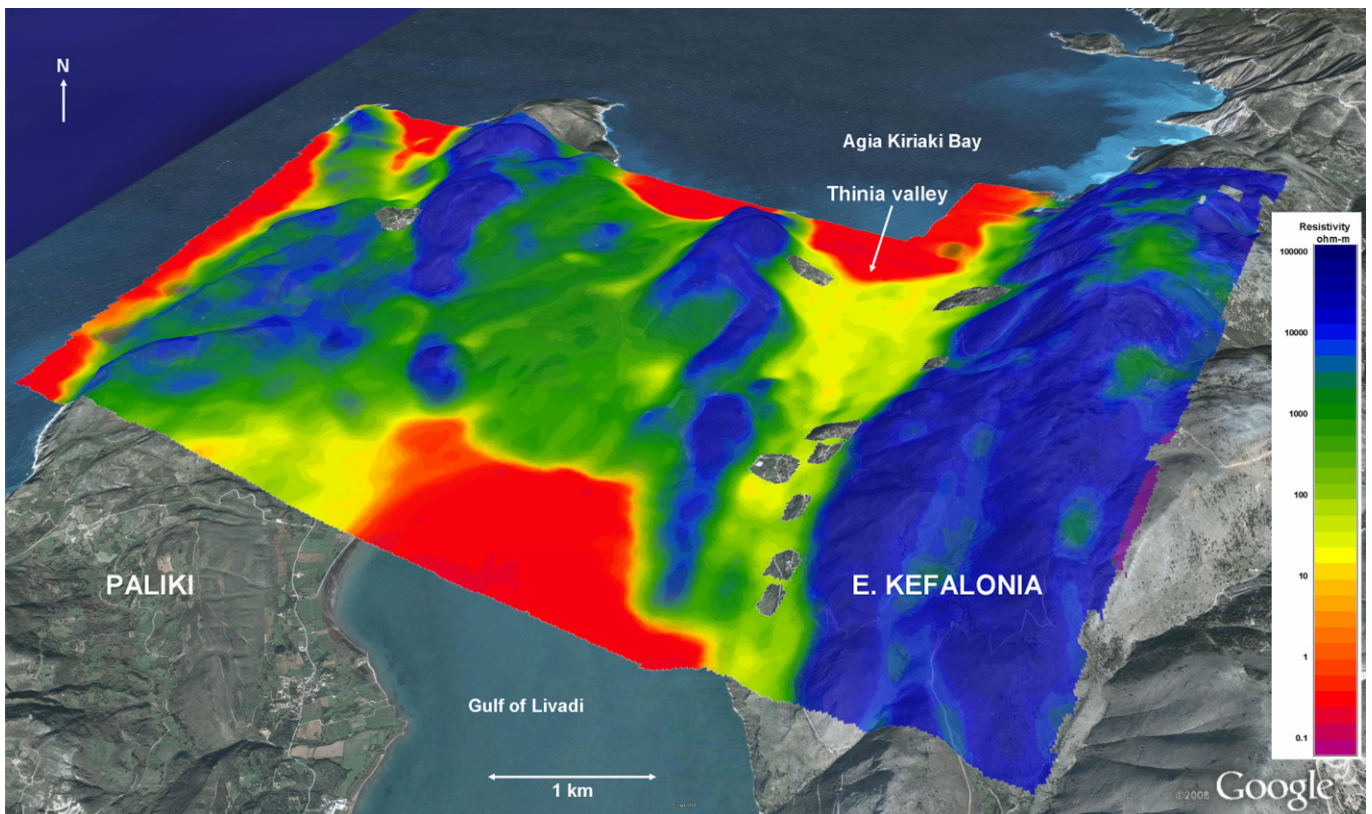 N
Agia Kiriaki Bay
Thinia valley
Resistivity
ohm-m
100000
10000
1000
100
10
1
0.1
PALIKI
E. KEFALONIA
Gulf of Livadi
1 km
©2008 Google